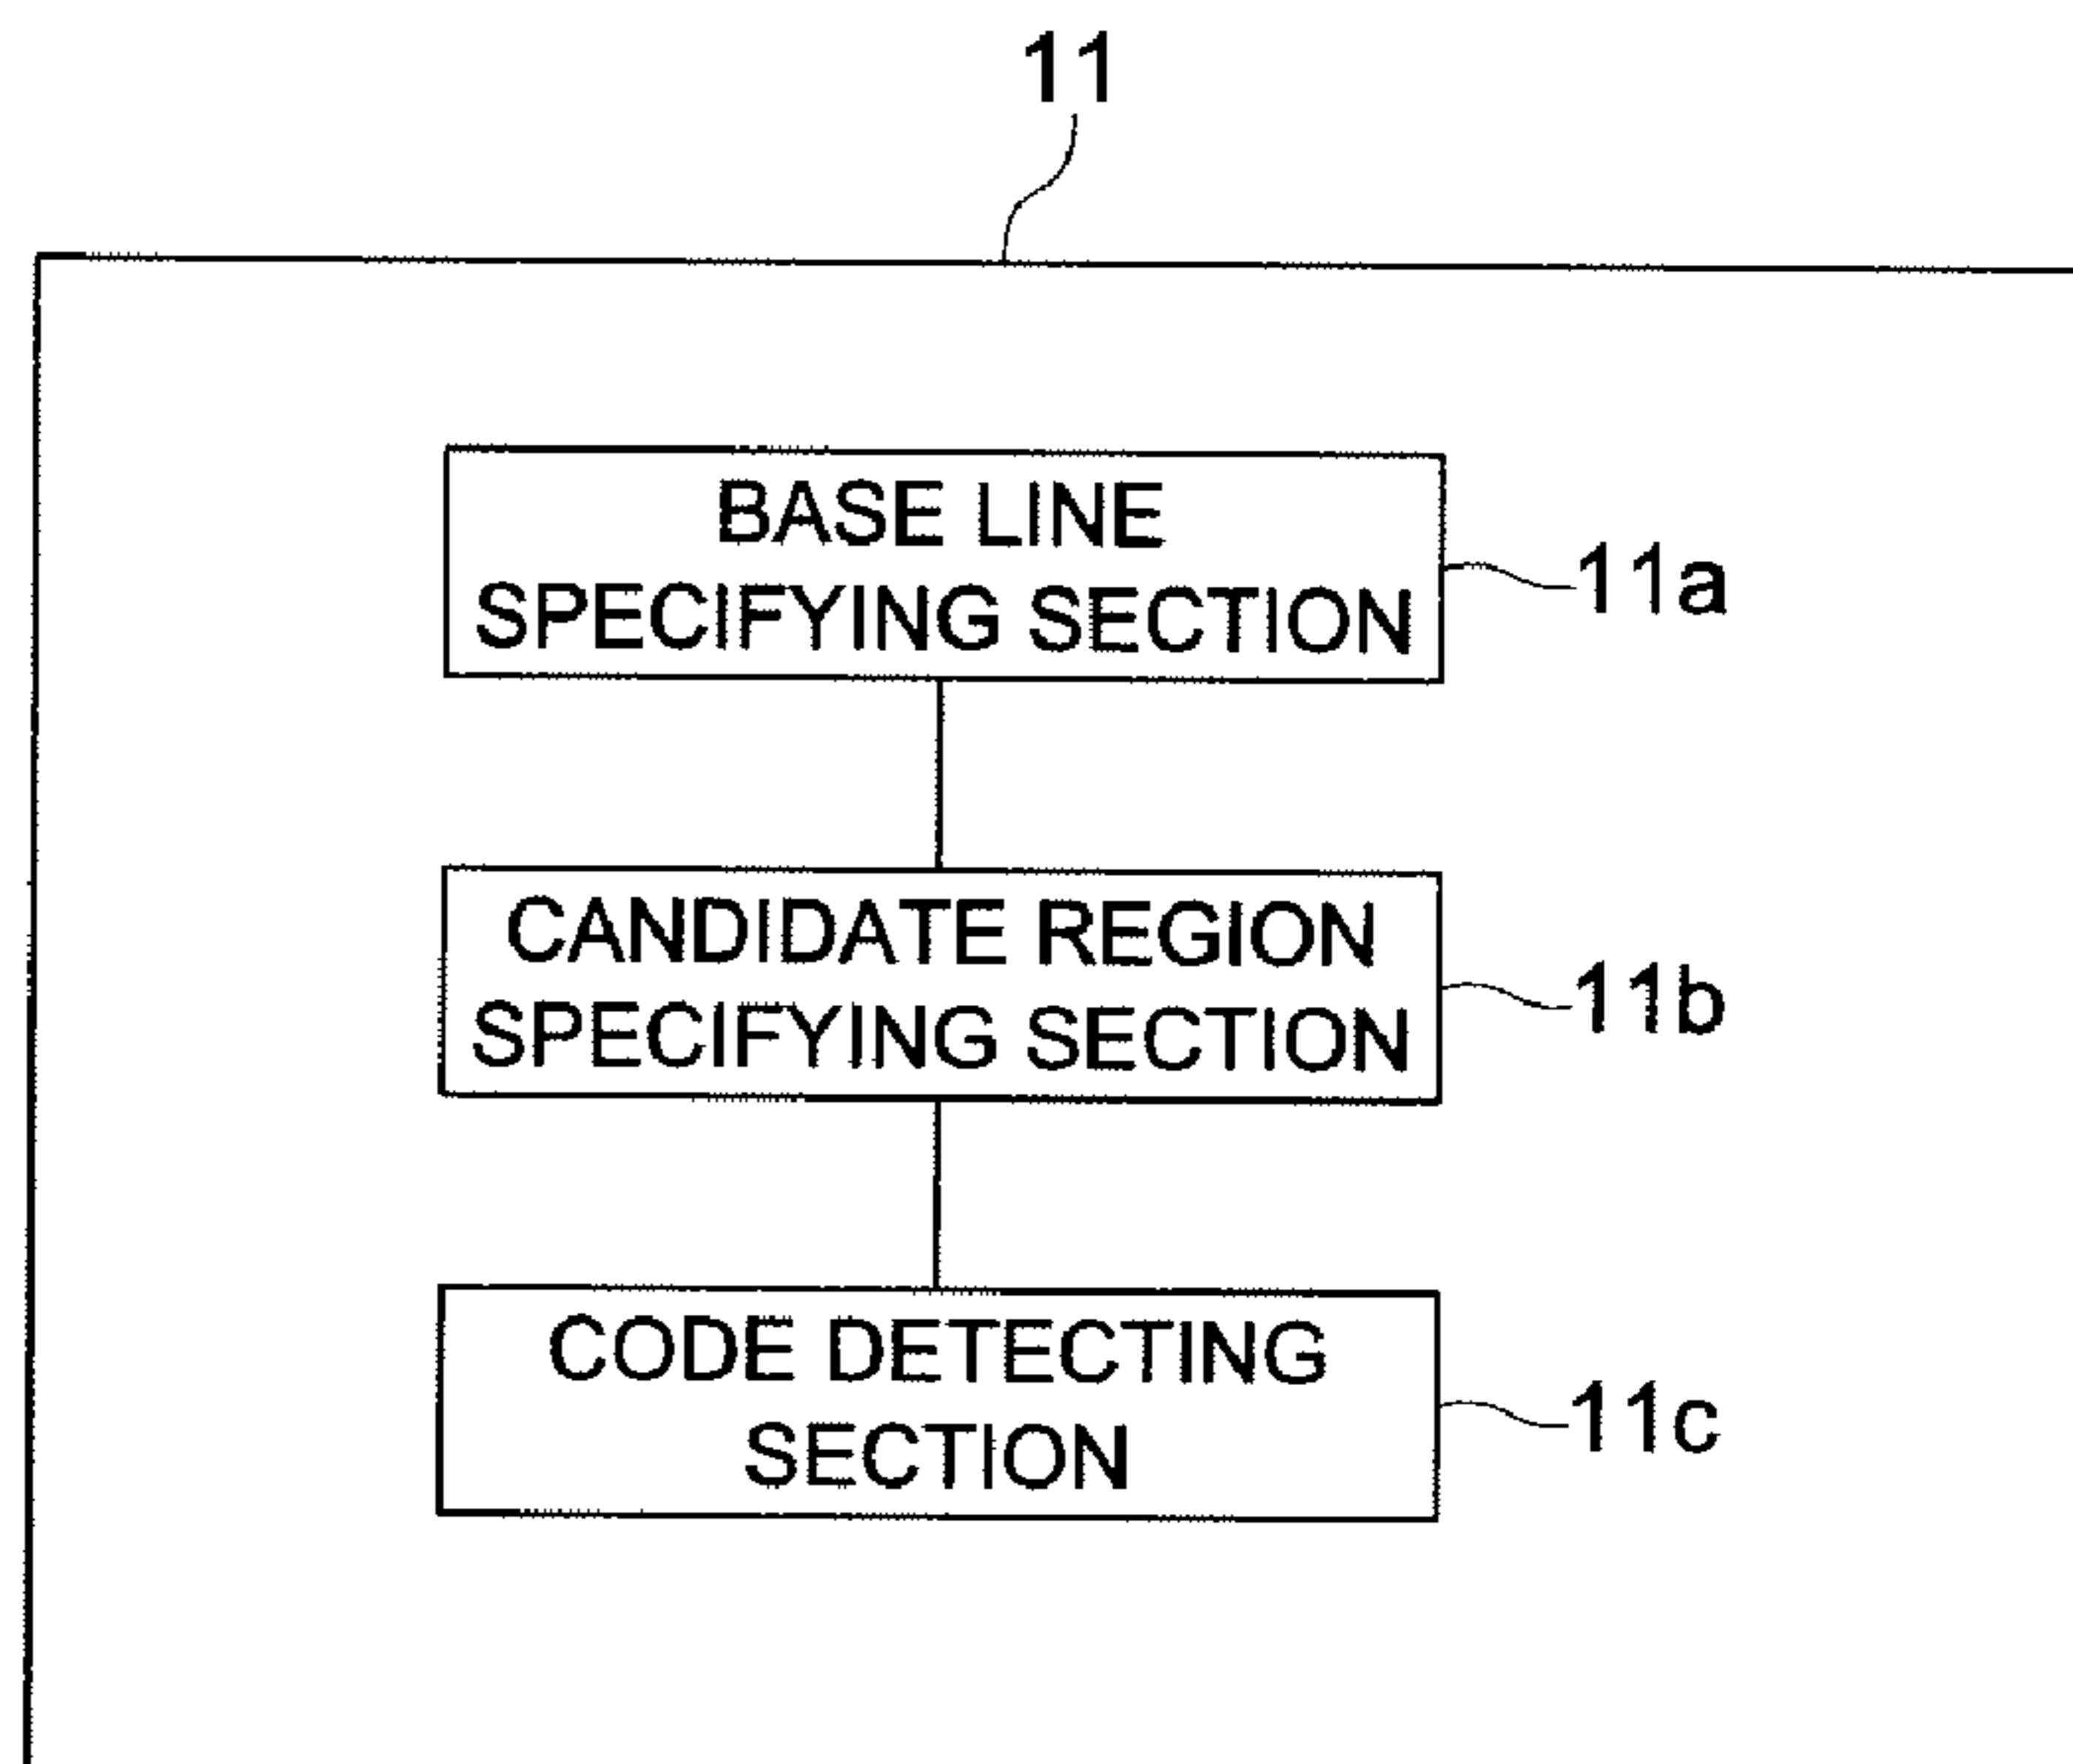 11
BASE LINE
SPECIFYING SECTION
11a
CANDIDATE REGION
SPECIFYING SECTION
11b
CODE DETECTING
SECTION
11c